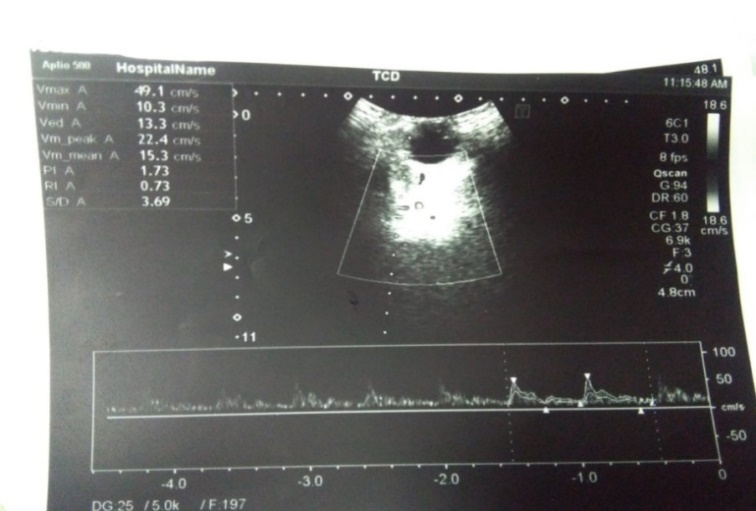 Aplio 500 HospitalName
TCD
48.1
11:15:48 AM
Vmax A 49.1 cm/s
Vmin A 10.3 cm/s
Ved A 13.3 cm/s
Vm_peak A 22.4 cm/s
Vm_mean A 15.3 cm/s
PI A 1.73
RI A 0.73
S/D A 3.69
0
5
11
18.6
6C1
T3.0
8 fps
Qscan
G:94
DR:60
CF 1.8
CG:37
6.9k
F:3
4.0
0
4.8cm
18.6
cm/s
100
50
cm/s
-50
-4.0 -3.0 -2.0 -1.0 0
DG:25 /5.0k /F:197